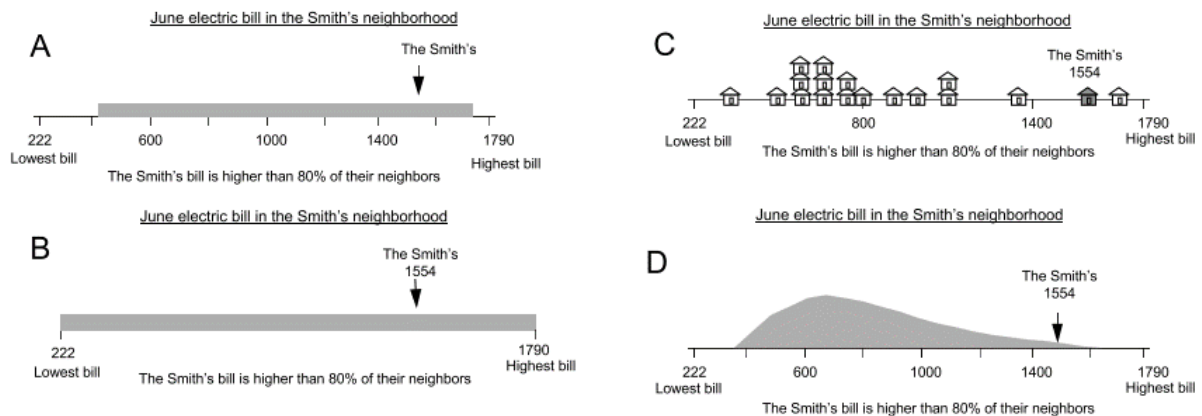 June electric bill in the Smith's neighborhood
A
The Smith's
222 600 1000 1400 1790
Lowest bill Highest bill
The Smith's bill is higher than 80% of their neighbors
June electric bill in the Smith's neighborhood
B
The Smith's
1554
222 1790
Lowest bill Highest bill
The Smith's bill is higher than 80% of their neighbors
June electric bill in the Smith's neighborhood
C
The Smith's
1554
222 800 1400 1790
Lowest bill Highest bill
The Smith's bill is higher than 80% of their neighbors
June electric bill in the Smith's neighborhood
D
The Smith's
1554
222 600 1000 1400 1790
Lowest bill Highest bill
The Smith's bill is higher than 80% of their neighbors